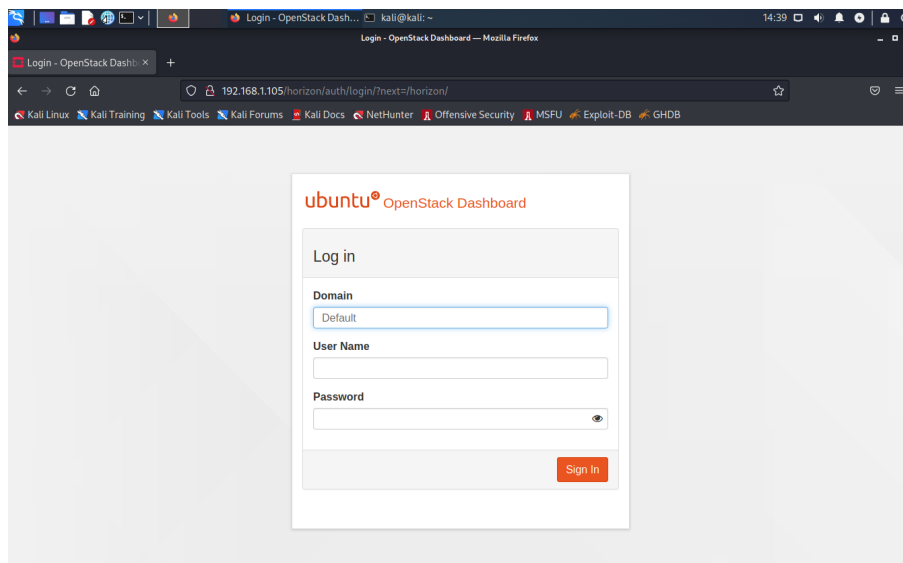 Login - OpenStack Dash... kali@kali: ~ 14:39
Login - OpenStack Dashboard — Mozilla Firefox
Login - OpenStack Dashb
192.168.1.105/horizon/auth/login/?next=/horizon/
Kali Linux Kali Training Kali Tools Kali Forums Kali Docs NetHunter Offensive Security MSFU Exploit-DB GHDB
ubuntu OpenStack Dashboard
Log in
Domain
Default
User Name
Password
Sign In